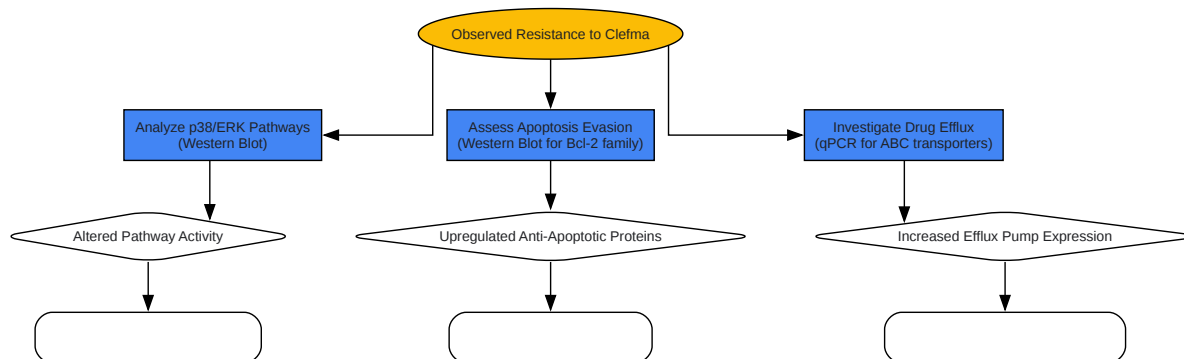 Observed Resistance to Clefma
Analyze p38/ERK Pathways
(Western Blot)
Assess Apoptosis Evasion
(Western Blot for Bcl-2 family)
Investigate Drug Efflux
(qPCR for ABC transporters)
Altered Pathway Activity
Upregulated Anti-Apoptotic Proteins
Increased Efflux Pump Expression